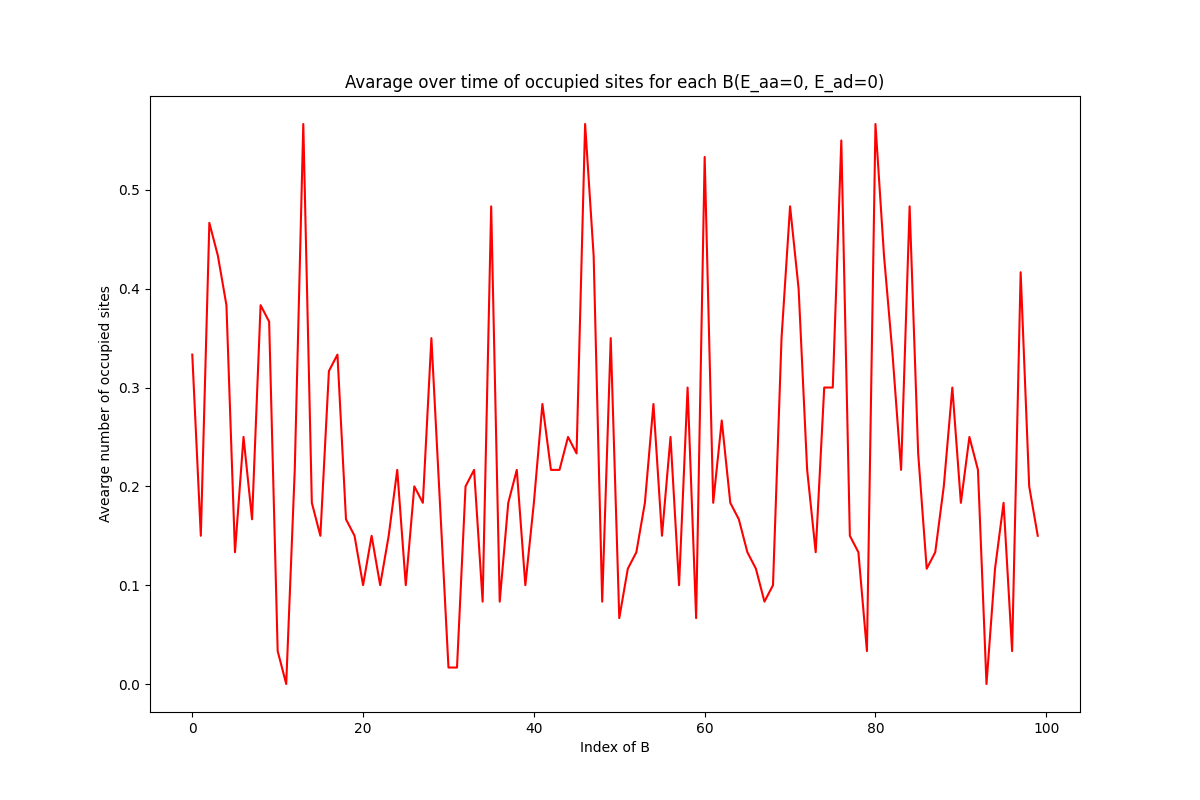 Avarage over time of occupied sites for each B(E_aa=0, E_ad=0)
Avearge number of occupied sites
0.5
0.4
0.3
0.2
0.1
0.0
0 20 40 60 80 100
Index of B